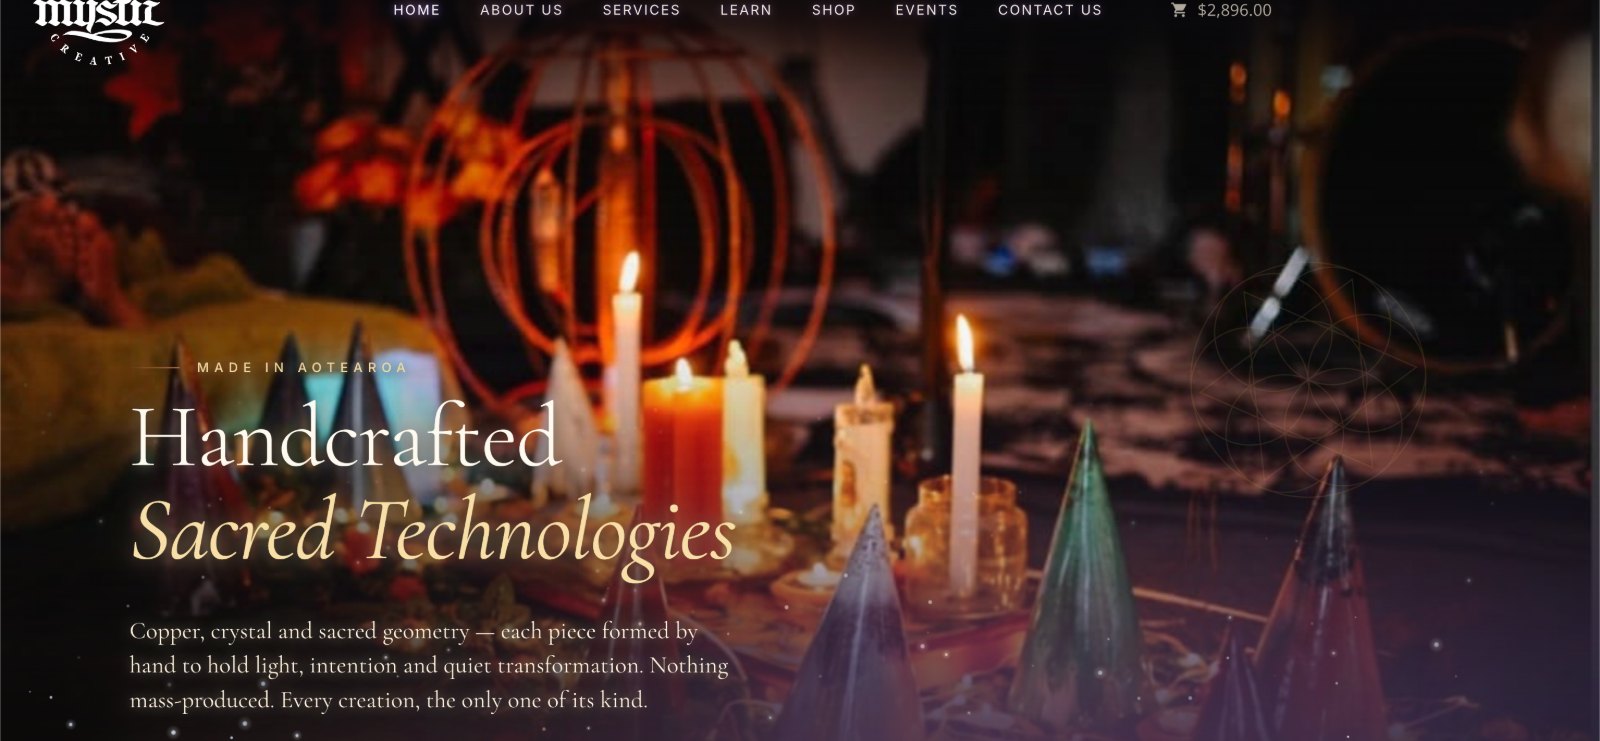 mystic
CREATIVE
HOME ABOUT US SERVICES LEARN SHOP EVENTS CONTACT US $2,896.00
MADE IN AOTEAROA
Handcrafted
Sacred Technologies
Copper, crystal and sacred geometry — each piece formed by
hand to hold light, intention and quiet transformation. Nothing
mass-produced. Every creation, the only one of its kind.